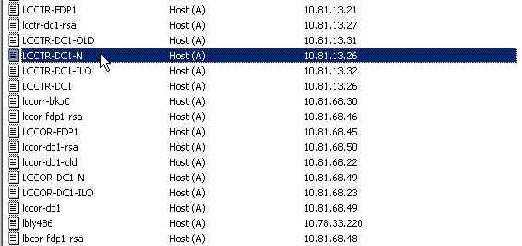 LCCTR-FDP1 Host (A) 10.81.13.21
lcctr-dc1-rsa Host (A) 10.81.13.27
LCCTR-DC1-OLD Host (A) 10.81.13.31
LCCTR-DC1-N Host (A) 10.81.13.26
LCCTR-DC1-ILO Host (A) 10.81.13.32
LCCTR-DC1 Host (A) 10.81.13.26
lccor-bkp0 Host (A) 10.81.68.30
lccor-fdp1-rsa Host (A) 10.81.68.46
LCCOR-FDP1 Host (A) 10.81.68.45
lccor-dc1-rsa Host (A) 10.81.68.50
lccor-dc1-old Host (A) 10.81.68.22
LCCOR-DC1-N Host (A) 10.81.68.49
LCCOR-DC1-ILO Host (A) 10.81.68.23
lccor-dc1 Host (A) 10.81.68.49
Host (A) 10.78.33.220
lbcor-fdp1-rsa Host (A) 10.81.68.48